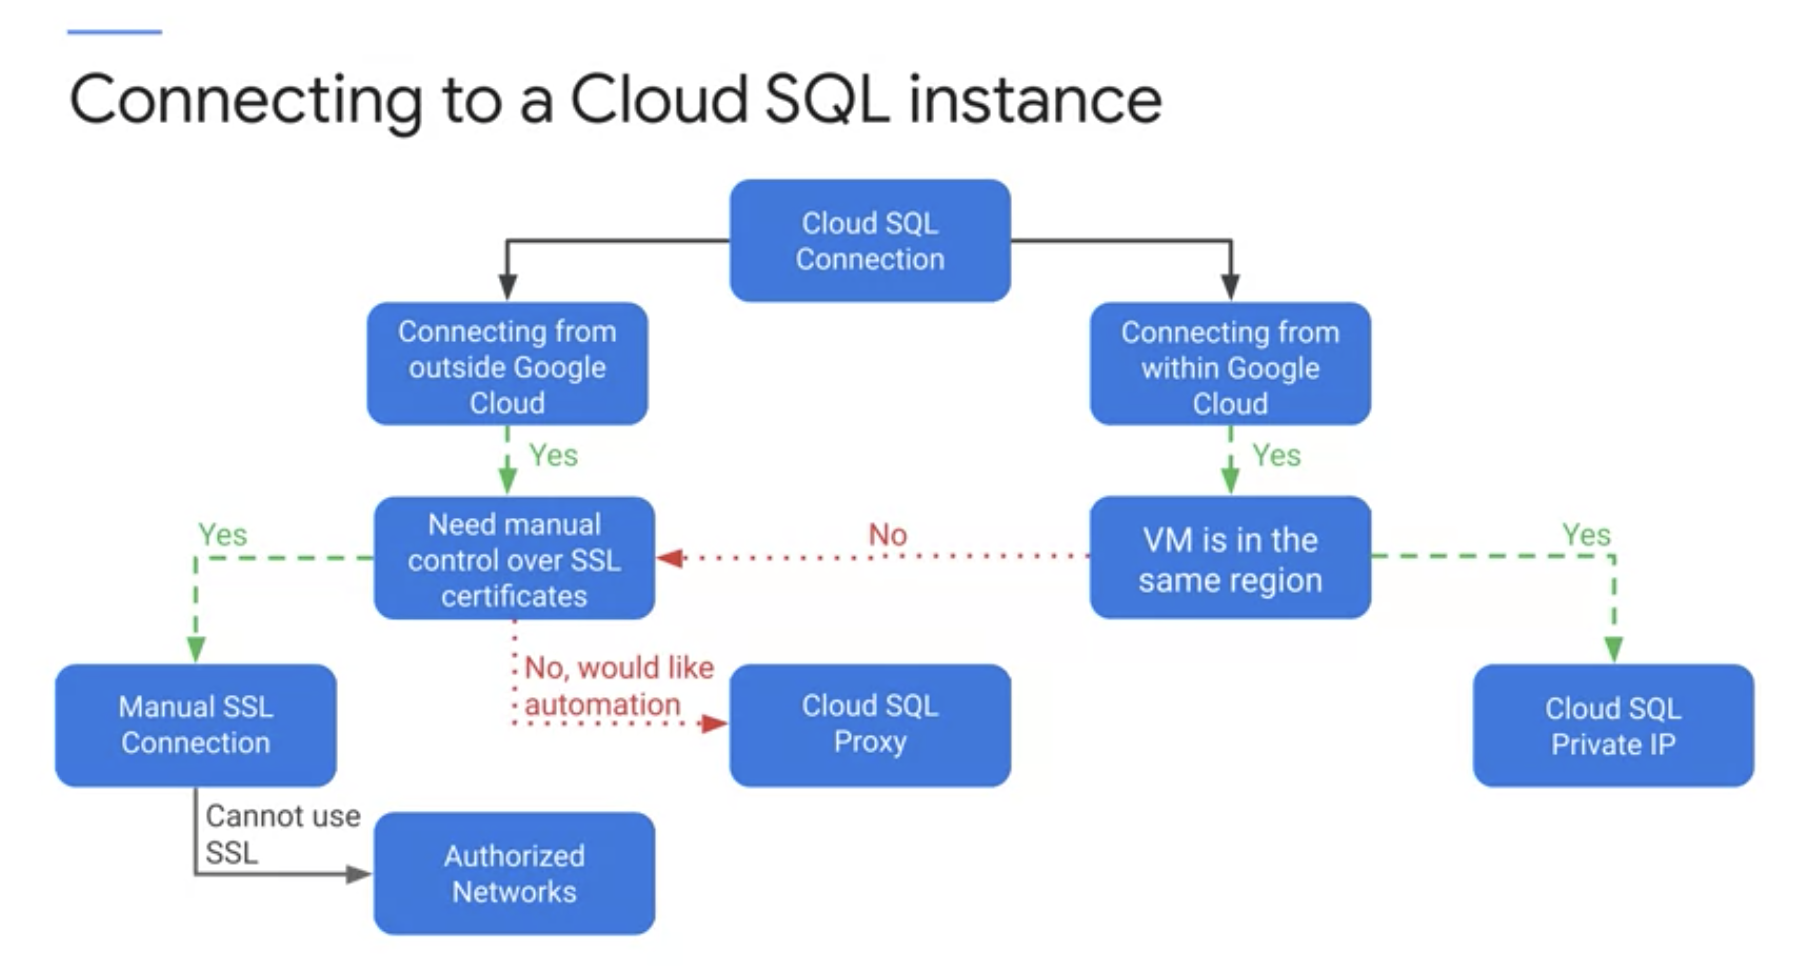 Connecting to a Cloud SQL instance
Cloud SQL
Connection
Connecting from
outside Google
Cloud
Connecting from
within Google
Cloud
Yes
Yes
Need manual
control over SSL
certificates
VM is in the
same region
Yes
No
Yes
No, would like
automation
Manual SSL
Connection
Cloud SQL
Proxy
Cloud SQL
Private IP
Cannot use
SSL
Authorized
Networks